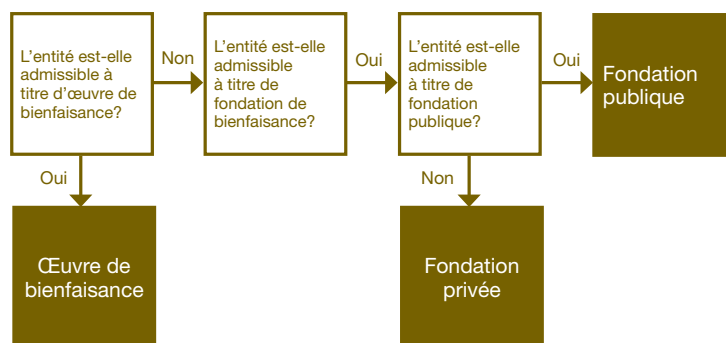 L'entité est-elle
admissible à
titre d'œuvre de
bienfaisance?
Non
L'entité est-elle
admissible
à titre de
fondation de
bienfaisance?
Oui
L'entité est-elle
admissible
à titre de
fondation
publique?
Oui
Fondation
publique
Oui
Non
Œuvre de
bienfaisance
Fondation
privée